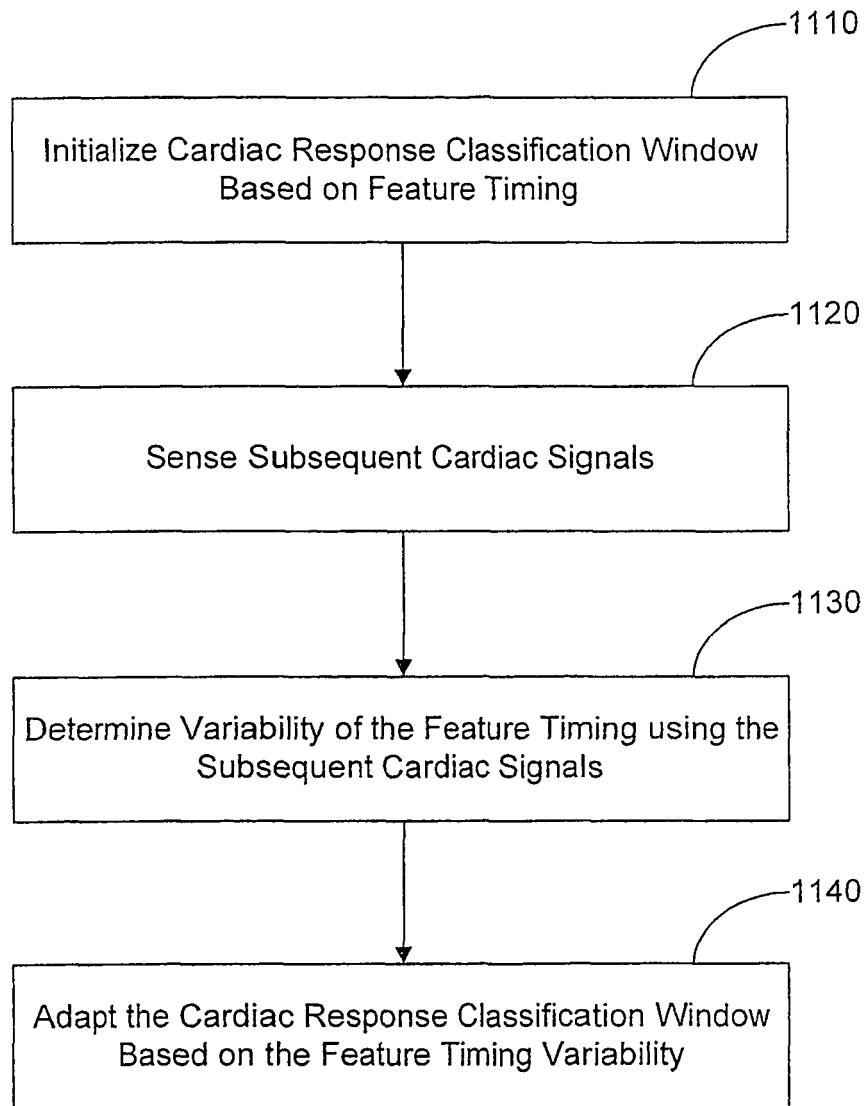 1110
Initialize Cardiac Response Classification Window
Based on Feature Timing
1120
Sense Subsequent Cardiac Signals
1130
Determine Variability of the Feature Timing using the
Subsequent Cardiac Signals
1140
Adapt the Cardiac Response Classification Window
Based on the Feature Timing Variability